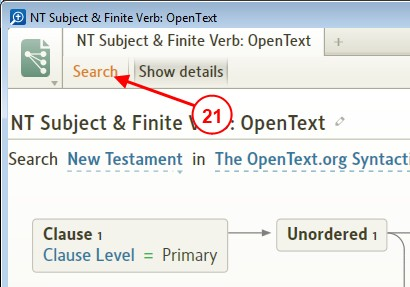 NT Subject & Finite Verb: OpenText
NT Subject & Finite Verb: OpenText +
Search Show details
21
NT Subject & Finite Verb: OpenText
Search New Testament in The OpenText.org Syntacti
Clause 1
Clause Level = Primary
Unordered 1